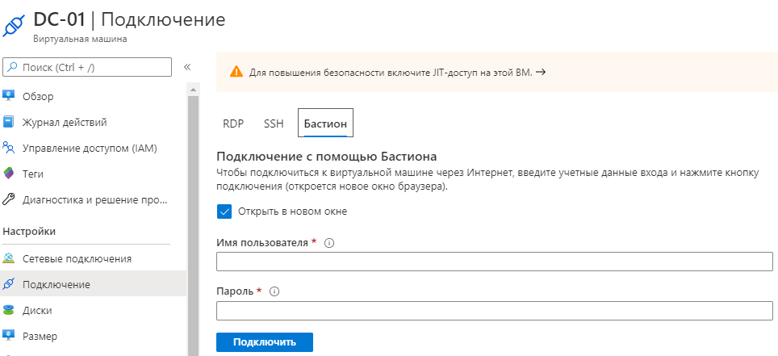 DC-01 | Подключение
Виртуальная машина
Поиск (Ctrl + /)
«
Обзор
Журнал действий
Управление доступом (IAM)
Теги
Диагностика и решение про...
Настройки
Сетевые подключения
Подключение
Диски
Размер
Для повышения безопасности включите JIT-доступ на этой ВМ. →
RDP SSH Бастион
Подключение с помощью Бастиона
Чтобы подключиться к виртуальной машине через Интернет, введите учетные данные входа и нажмите кнопку
подключения (откроется новое окно браузера).
Открыть в новом окне
Имя пользователя *
Пароль *
Подключить